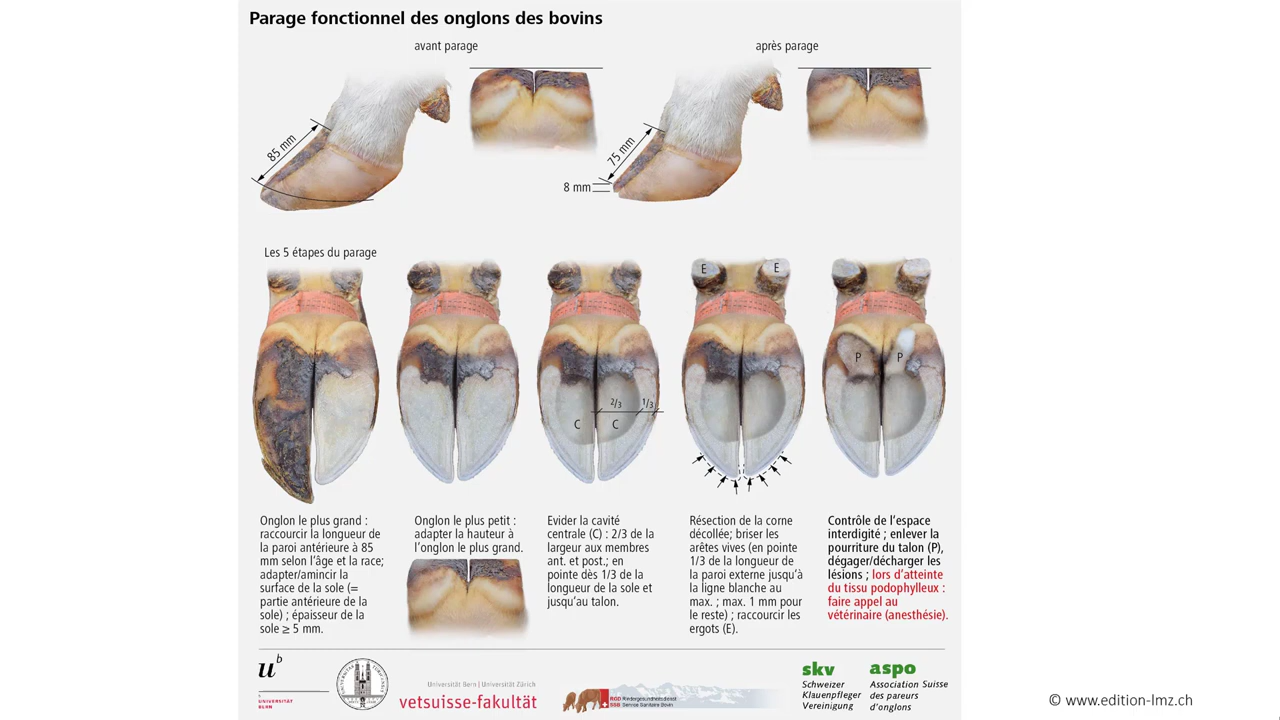 Parage fonctionnel des onglons des bovins
avant parage
après parage
85 mm
75 mm
8 mm
Les 5 étapes du parage
E
E
P
P
2/3
1/3
C
C
Onglon le plus grand :
raccourcir la longueur de
la paroi antérieure à 85
mm selon l'âge et la race;
adapter/amincir la
surface de la sole (=
partie antérieure de la
sole) ; épaisseur de la
sole ≥ 5 mm.
Onglon le plus petit :
adapter la hauteur à
l'onglon le plus grand.
Evider la cavité
centrale (C) : 2/3 de la
largeur aux membres
ant. et post.; en
pointe dès 1/3 de la
longueur de la sole et
jusqu'au talon.
Résection de la corne
décollée; briser les
arêtes vives (en pointe
1/3 de la longueur de
la paroi externe jusqu'à
la ligne blanche au
max. ; max. 1 mm pour
le reste) ; raccourcir les
ergots (E).
Contrôle de l'espace
interdigité ; enlever la
pourriture du talon (P),
dégager/décharger les
lésions ; lors d'atteinte
du tissu podophylleux :
faire appel au
vétérinaire (anesthésie).
u b
UNIVERSITÄT
BERN
Universität Bern | Universität Zürich
vetsuisse-fakultät
RGD Rindergesundheitsdienst
SSB Service Sanitaire Bovin
skv
Schweizer
Klauenpfleger
Vereinigung
aspo
Association Suisse
des pareurs
d'onglons
© www.edition-lmz.ch